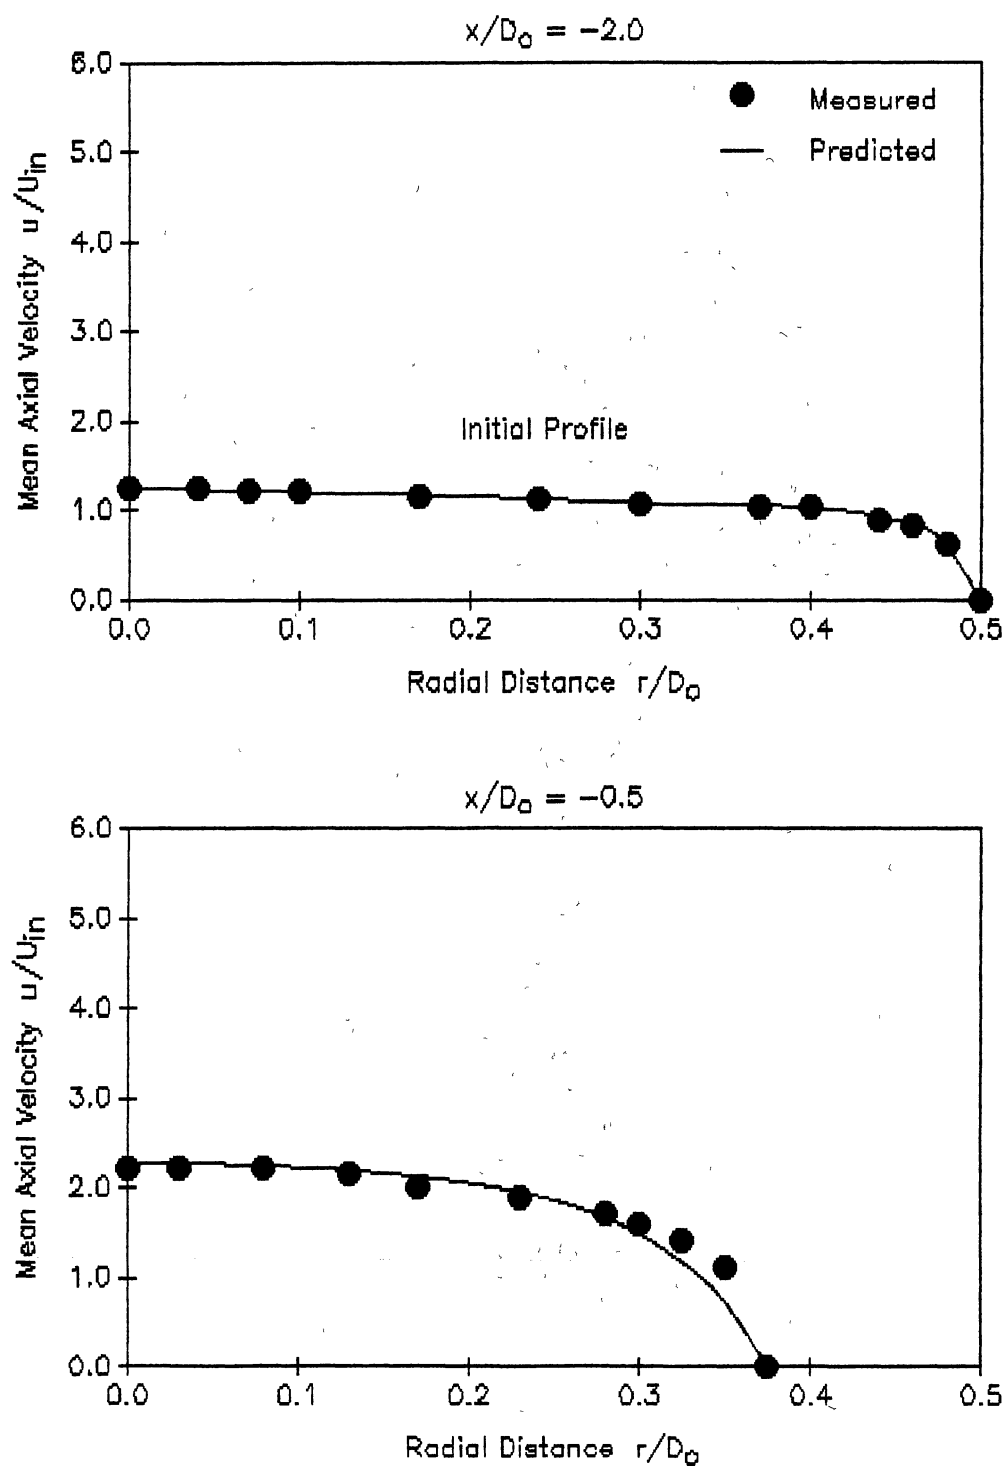 x/D₀ = −2.0
6.0
Measured
Predicted
5.0
4.0
3.0
2.0
1.0
0.0
Mean Axial Velocity u/Uin
Initial Profile
0.0 0.1 0.2 0.3 0.4 0.5
Radial Distance r/D₀
x/D₀ = −0.5
6.0
5.0
4.0
3.0
2.0
1.0
0.0
Mean Axial Velocity u/Uin
0.0 0.1 0.2 0.3 0.4 0.5
Radial Distance r/D₀